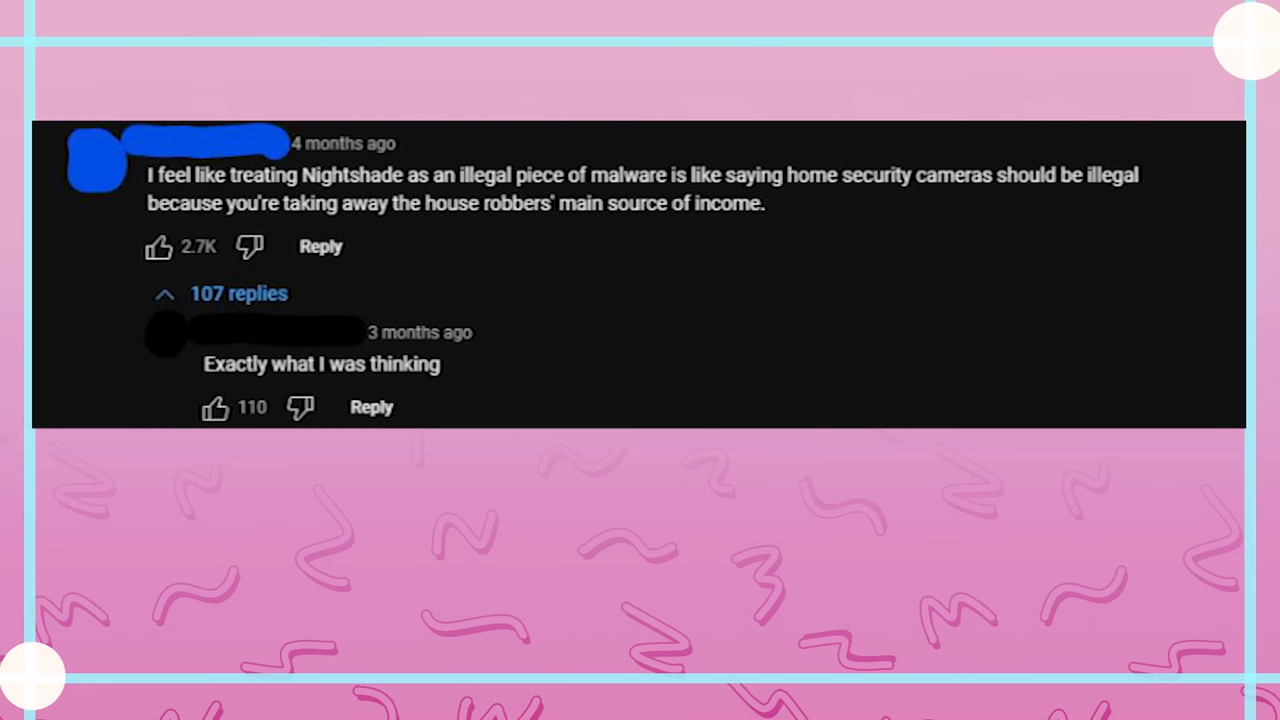 4 months ago
I feel like treating Nightshade as an illegal piece of malware is like saying home security cameras should be illegal
because you're taking away the house robbers' main source of income.
2.7K Reply
107 replies
3 months ago
Exactly what I was thinking
110 Reply